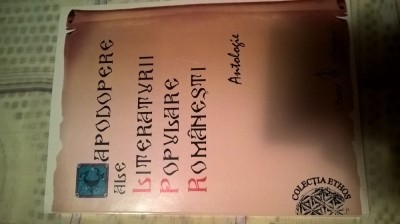 CAPODOPERE
ale
LITERATURII
POPULARE
ROMÂNEȘTI
Antologie
COLECȚIA ETHOS